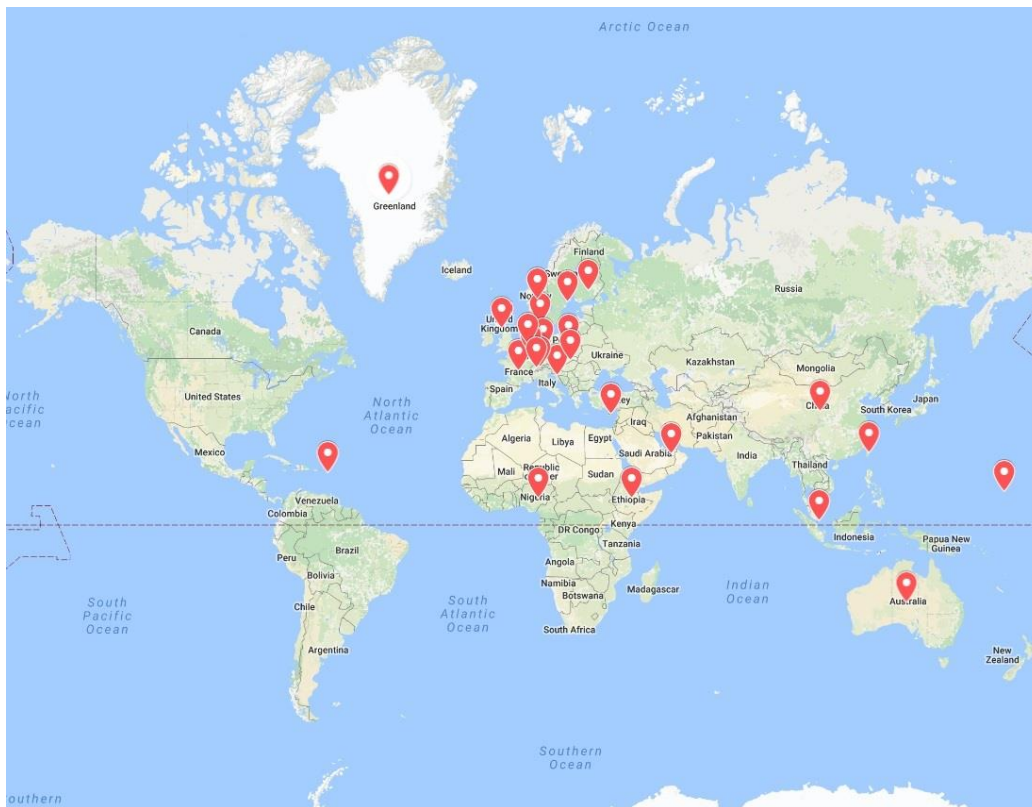 Arctic Ocean
Greenland
Finland
Iceland
Russia
United
Kingdom
Canada
Ukraine
Kazakhstan
Mongolia
France
Italy
Spain
North
Atlantic
Ocean
United States
South Korea
Japan
Afghanistan
Iraq
Pakistan
Algeria
Libya
Egypt
Saudi Arabia
India
Mexico
Mali
Sudan
Thailand
Nigeria
Ethiopia
Venezuela
Colombia
DR Congo
Kenya
Indonesia
Papua New
Guinea
Tanzania
Peru
Brazil
Angola
Bolivia
Namibia
Botswana
Madagascar
Indian
Ocean
Australia
South
Pacific
Ocean
South
Atlantic
Ocean
Chile
South Africa
Argentina
New
Zealand
Southern
Ocean